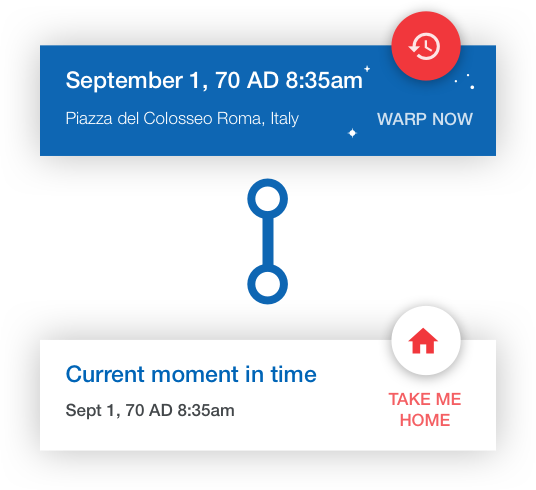 September 1, 70 AD 8:35am
Piazza del Colosseo Roma, Italy
WARP NOW
Current moment in time
Sept 1, 70 AD 8:35am
TAKE ME
HOME